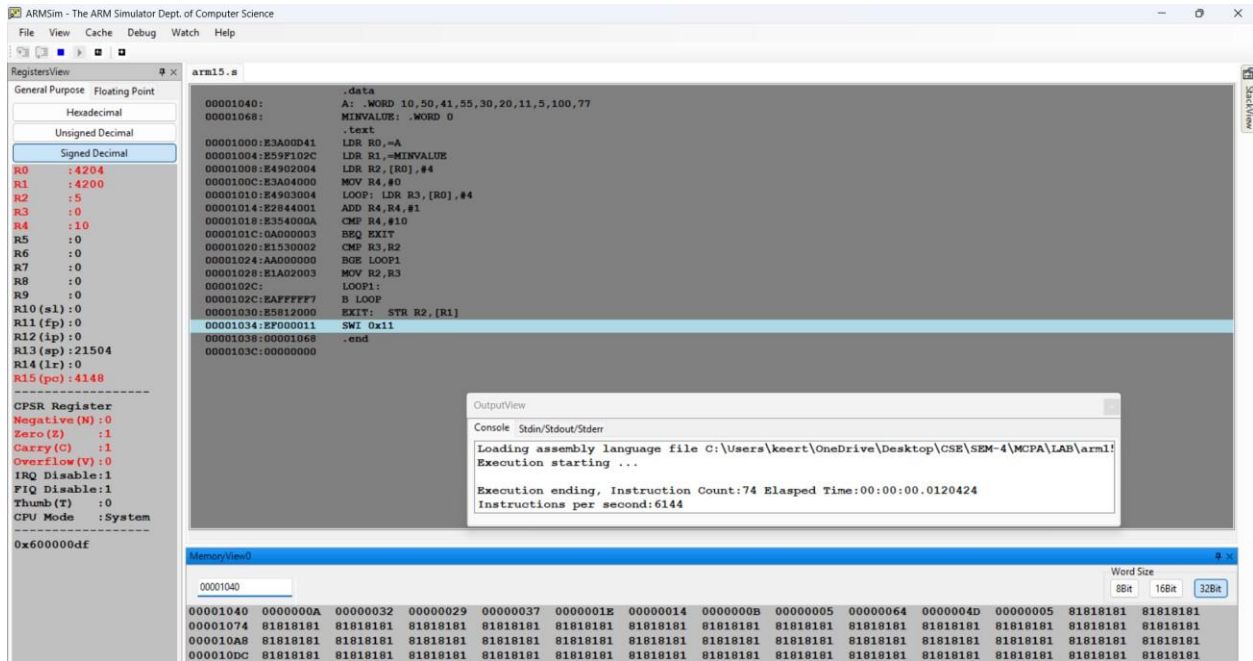 ARMSim - The ARM Simulator Dept. of Computer Science
File View Cache Debug Watch Help
RegistersView
General Purpose Floating Point
Hexadecimal
Unsigned Decimal
Signed Decimal
R0 :4204
R1 :4200
R2 :5
R3 :0
R4 :10
R5 :0
R6 :0
R7 :0
R8 :0
R9 :0
R10(sl):0
R11(fp):0
R12(ip):0
R13(sp):21504
R14(lr):0
R15(pc):4148
CPSR Register
Negative(N):0
Zero(Z) :1
Carry(C) :1
Overflow(V):0
IRQ Disable:1
FIQ Disable:1
Thumb(T) :0
CPU Mode :System
0x600000df
arm15.s
.data
00001040: A: .WORD 10,50,41,55,30,20,11,5,100,77
00001068: MINVALUE: .WORD 0
.text
00001000:E3A00D41 LDR R0,=A
00001004:E59F102C LDR R1,=MINVALUE
00001008:E4902004 LDR R2,[R0],#4
0000100C:E3A04000 MOV R4,#0
00001010:E4903004 LOOP: LDR R3,[R0],#4
00001014:E2844001 ADD R4,R4,#1
00001018:E354000A CMP R4,#10
0000101C:0A000003 BEQ EXIT
00001020:E1530002 CMP R3,R2
00001024:AA000000 BGE LOOP1
00001028:E1A02003 MOV R2,R3
0000102C: LOOP1:
0000102C:EAFFFFF7 B LOOP
00001030:E5812000 EXIT: STR R2,[R1]
00001034:EF000011 SWI 0x11
00001038:00001068 .end
0000103C:00000000
StackView
OutputView
Console Stdin/Stdout/Stderr
Loading assembly language file C:\Users\keert\OneDrive\Desktop\CSE\SEM-4\MCPA\LAB\arm15
Execution starting ...
Execution ending, Instruction Count:74 Elasped Time:00:00:00.0120424
Instructions per second:6144
MemoryView0
Word Size
00001040
8Bit 16Bit 32Bit
00001040 0000000A 00000032 00000029 00000037 0000001E 00000014 0000000B 00000005 00000064 0000004D 00000005 81818181 81818181
00001074 81818181 81818181 81818181 81818181 81818181 81818181 81818181 81818181 81818181 81818181 81818181 81818181 81818181
000010A8 81818181 81818181 81818181 81818181 81818181 81818181 81818181 81818181 81818181 81818181 81818181 81818181 81818181
000010DC 81818181 81818181 81818181 81818181 81818181 81818181 81818181 81818181 81818181 81818181 81818181 81818181 81818181